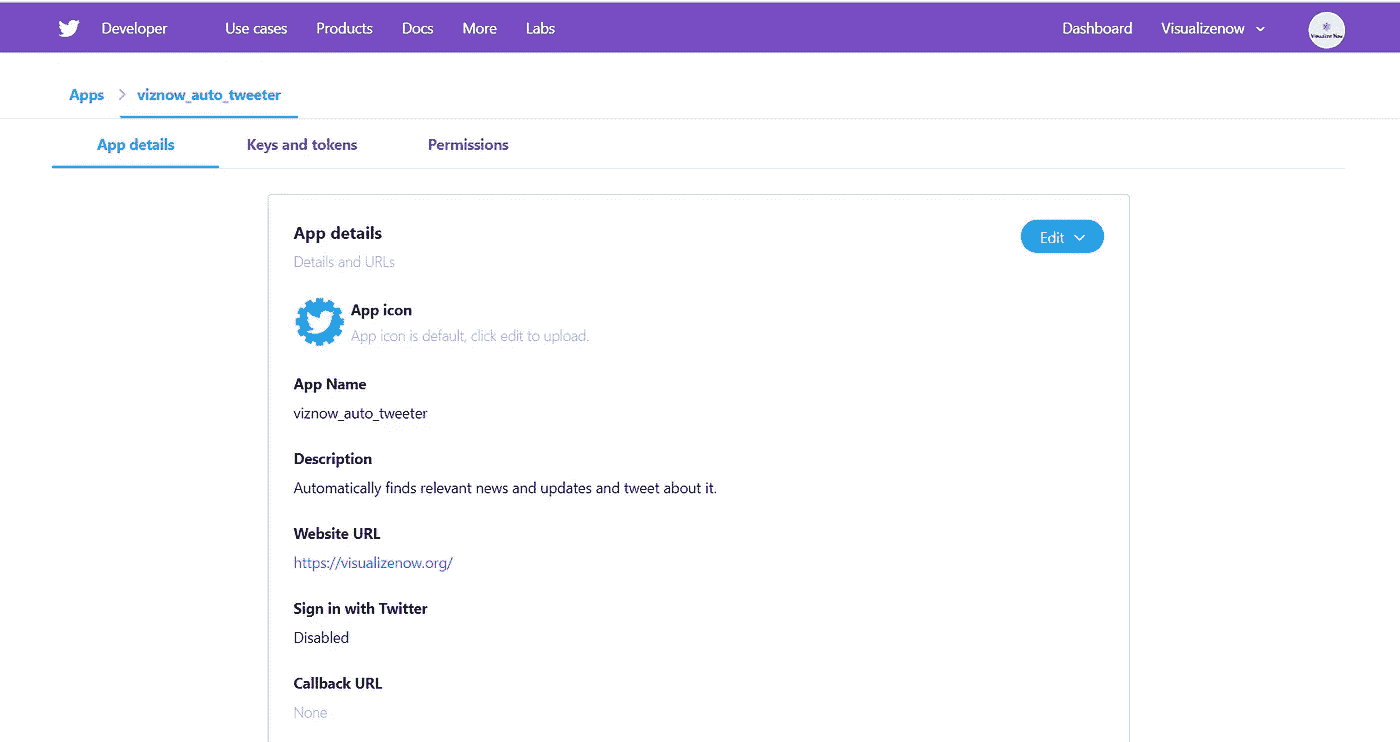 Developer Use cases Products Docs More Labs Dashboard Visualizenow
Visualize Now
Apps viznow_auto_tweeter
App details Keys and tokens Permissions
App details
Edit
Details and URLs
App icon
App icon is default, click edit to upload.
App Name
viznow_auto_tweeter
Description
Automatically finds relevant news and updates and tweet about it.
Website URL
https://visualizenow.org/
Sign in with Twitter
Disabled
Callback URL
None